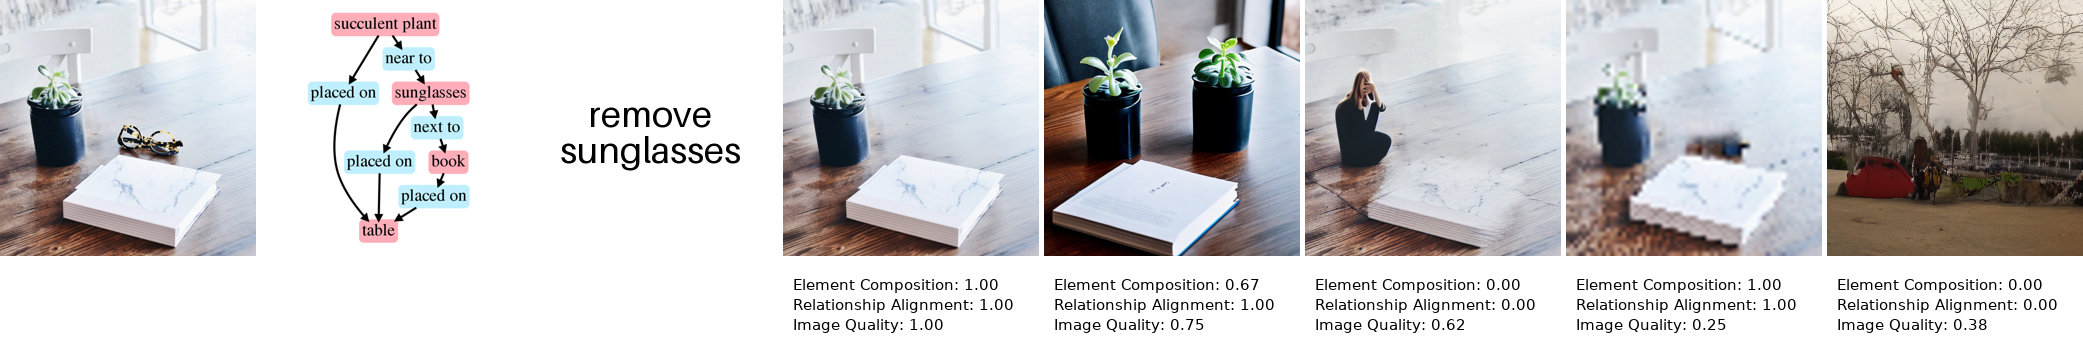 succulent plant
near to
placed on
sunglasses
next to
placed on
book
placed on
table
remove
sunglasses
Element Composition: 1.00
Relationship Alignment: 1.00
Image Quality: 1.00
Element Composition: 0.67
Relationship Alignment: 1.00
Image Quality: 0.75
Element Composition: 0.00
Relationship Alignment: 0.00
Image Quality: 0.62
Element Composition: 1.00
Relationship Alignment: 1.00
Image Quality: 0.25
Element Composition: 0.00
Relationship Alignment: 0.00
Image Quality: 0.38